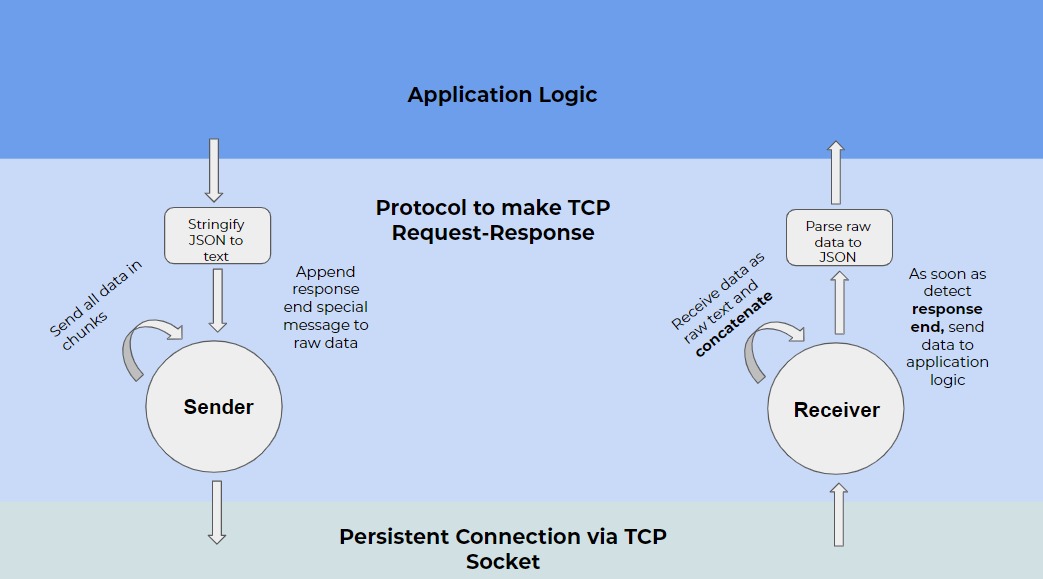 Application Logic
Protocol to make TCP
Request-Response
Stringify
JSON to
text
Append
response
end special
message to
raw data
Send all data in
chunks
Sender
Parse raw
data to
JSON
Receive data as
raw text and
concatenate
As soon as
detect
response
end, send
data to
application
logic
Receiver
Persistent Connection via TCP
Socket